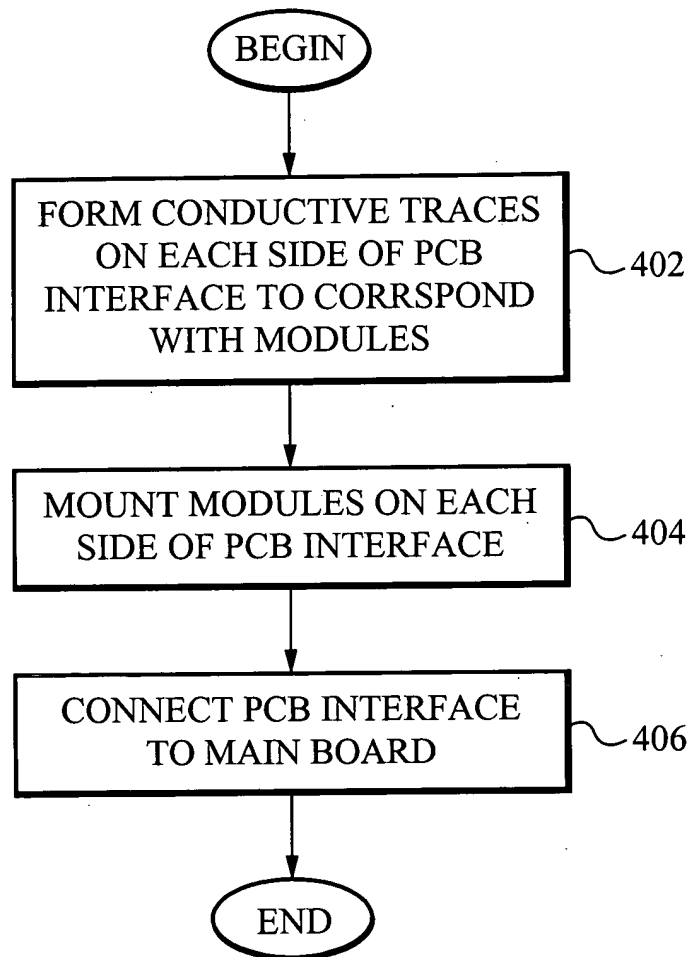 BEGIN
FORM CONDUCTIVE TRACES
ON EACH SIDE OF PCB
INTERFACE TO CORRSPOND
WITH MODULES
402
MOUNT MODULES ON EACH
SIDE OF PCB INTERFACE
404
CONNECT PCB INTERFACE
TO MAIN BOARD
406
END